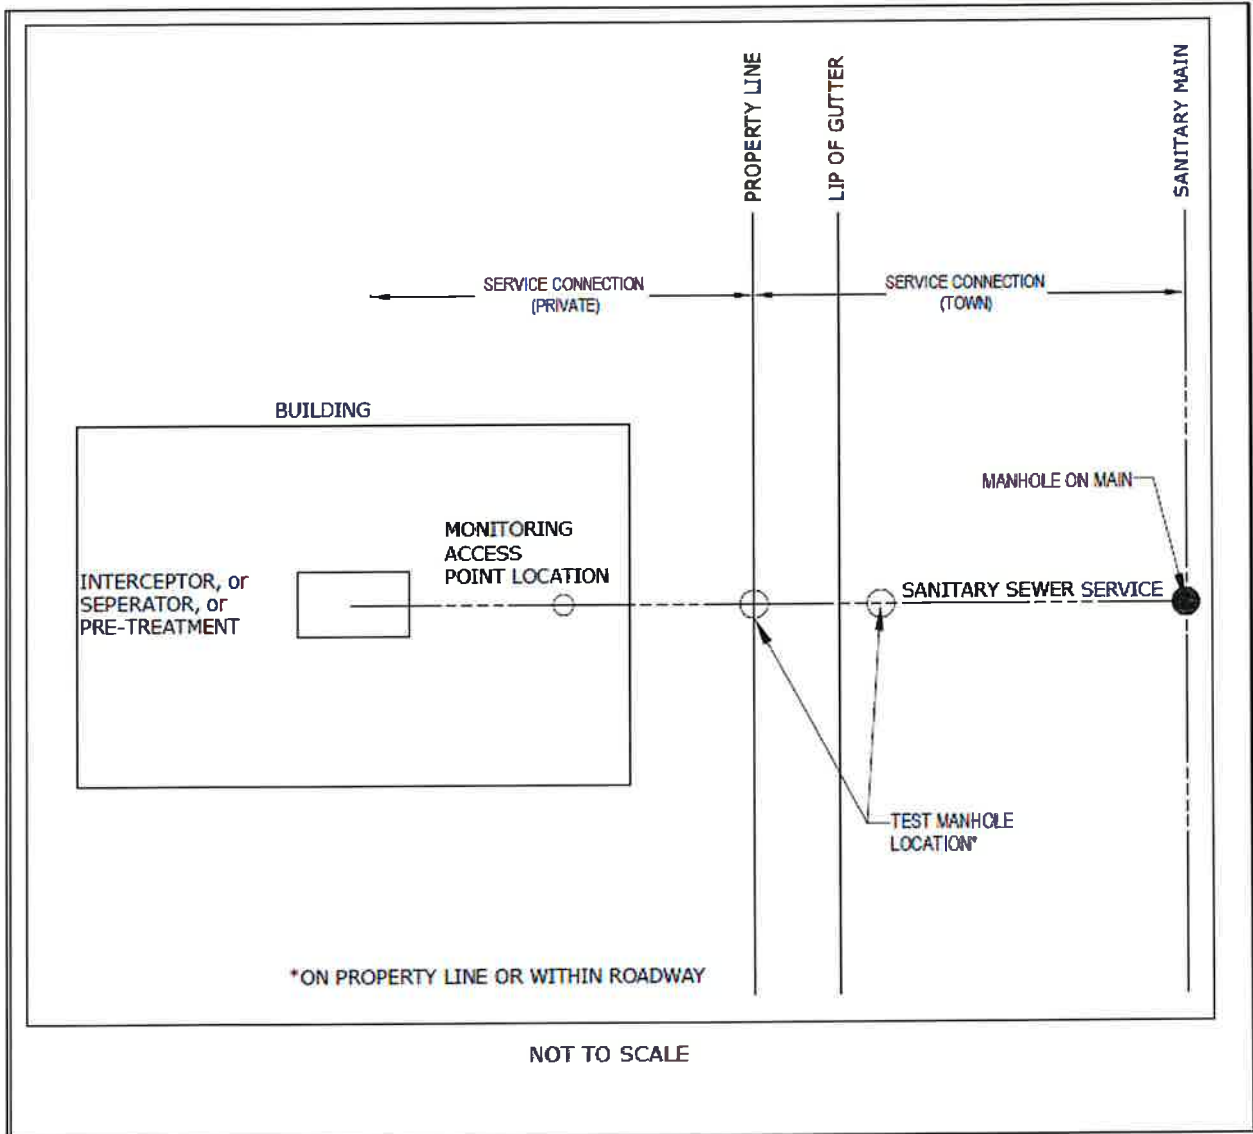 PROPERTY LINE
LIP OF GUTTER
SANITARY MAIN
SERVICE CONNECTION
(PRIVATE)
SERVICE CONNECTION
(TOWN)
BUILDING
MANHOLE ON MAIN
MONITORING
ACCESS
POINT LOCATION
INTERCEPTOR, or
SEPERATOR, or
PRE-TREATMENT
SANITARY SEWER SERVICE
TEST MANHOLE
LOCATION*
*ON PROPERTY LINE OR WITHIN ROADWAY
NOT TO SCALE